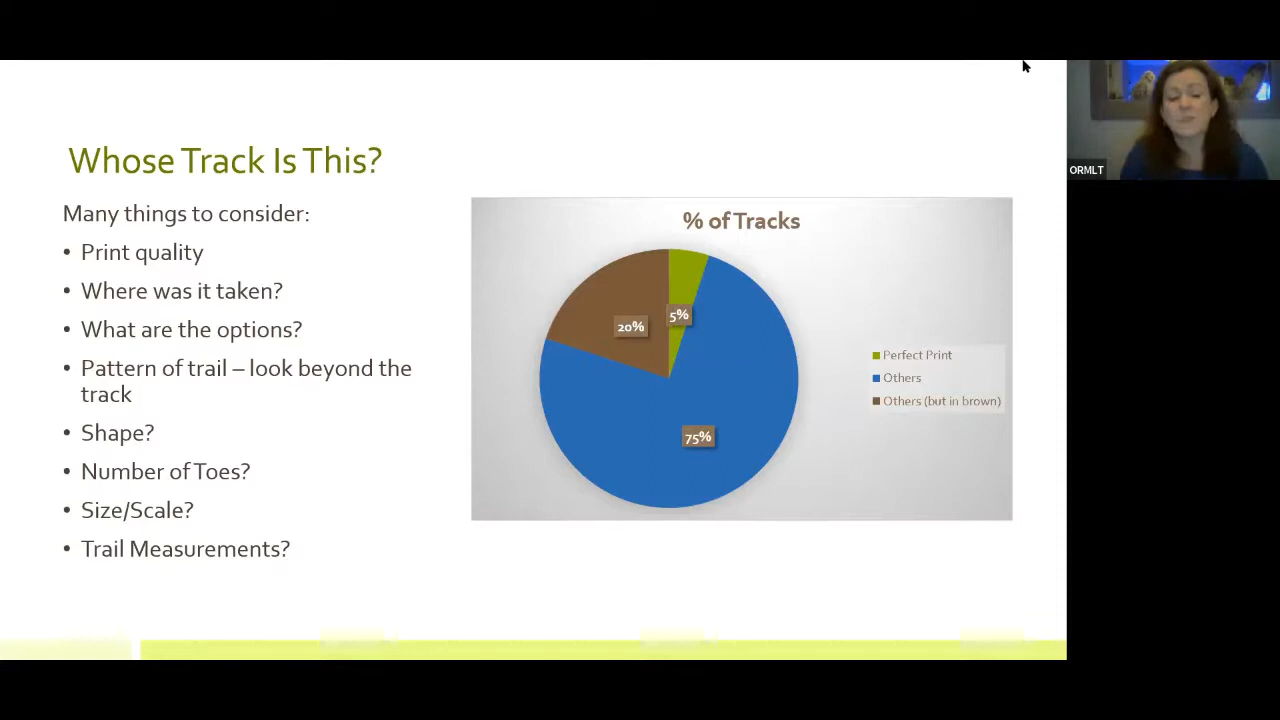 Whose Track Is This?
Many things to consider:
• Print quality
• Where was it taken?
• What are the options?
• Pattern of trail – look beyond the
track
• Shape?
• Number of Toes?
• Size/Scale?
• Trail Measurements?
% of Tracks
5%
20%
75%
Perfect Print
Others
Others (but in brown)
ORMLT